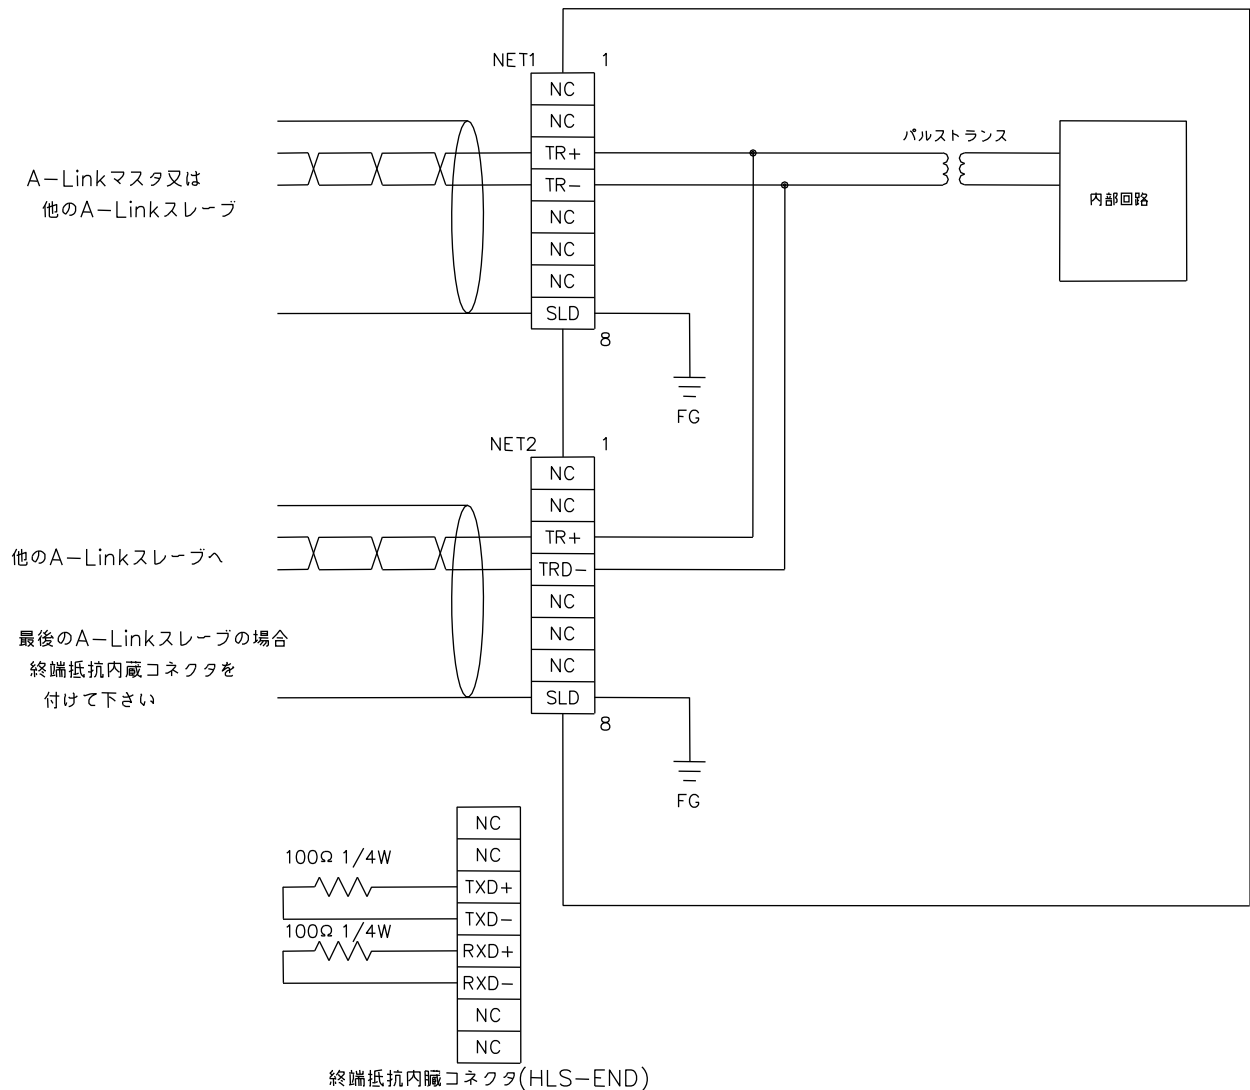 NET1 1
NC
NC
パルストランス
TR+
A-Linkマスタ又は
TR-
他のA-Linkスレーブ
内部回路
NC
NC
NC
SLD
8
FG
NET2 1
NC
NC
TR+
他のA-Linkスレーブへ
TRD-
NC
最後のA-Linkスレーブの場合
NC
終端抵抗内蔵コネクタを
NC
付けて下さい
SLD
8
FG
NC
100Ω 1/4W
NC
TXD+
TXD-
100Ω 1/4W
RXD+
RXD-
NC
NC
終端抵抗内臓コネクタ(HLS-END)